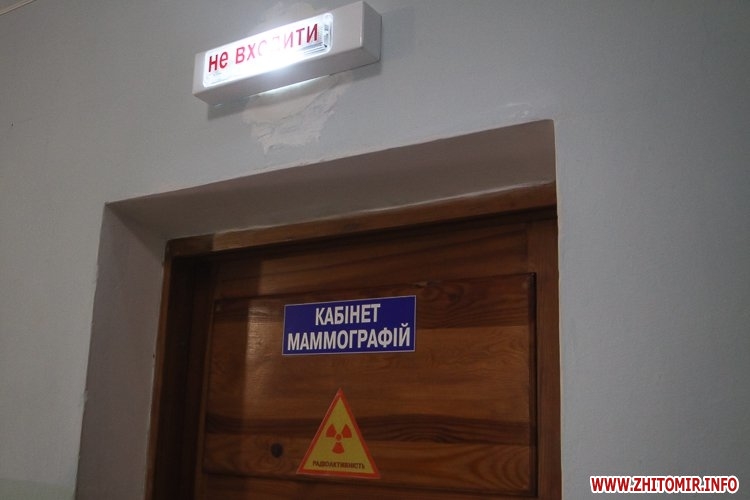 не входити
КАБІНЕТ
МАММОГРАФІЙ
РАДІОАКТИВНІСТЬ
WWW.ZHITOMIR.INFO